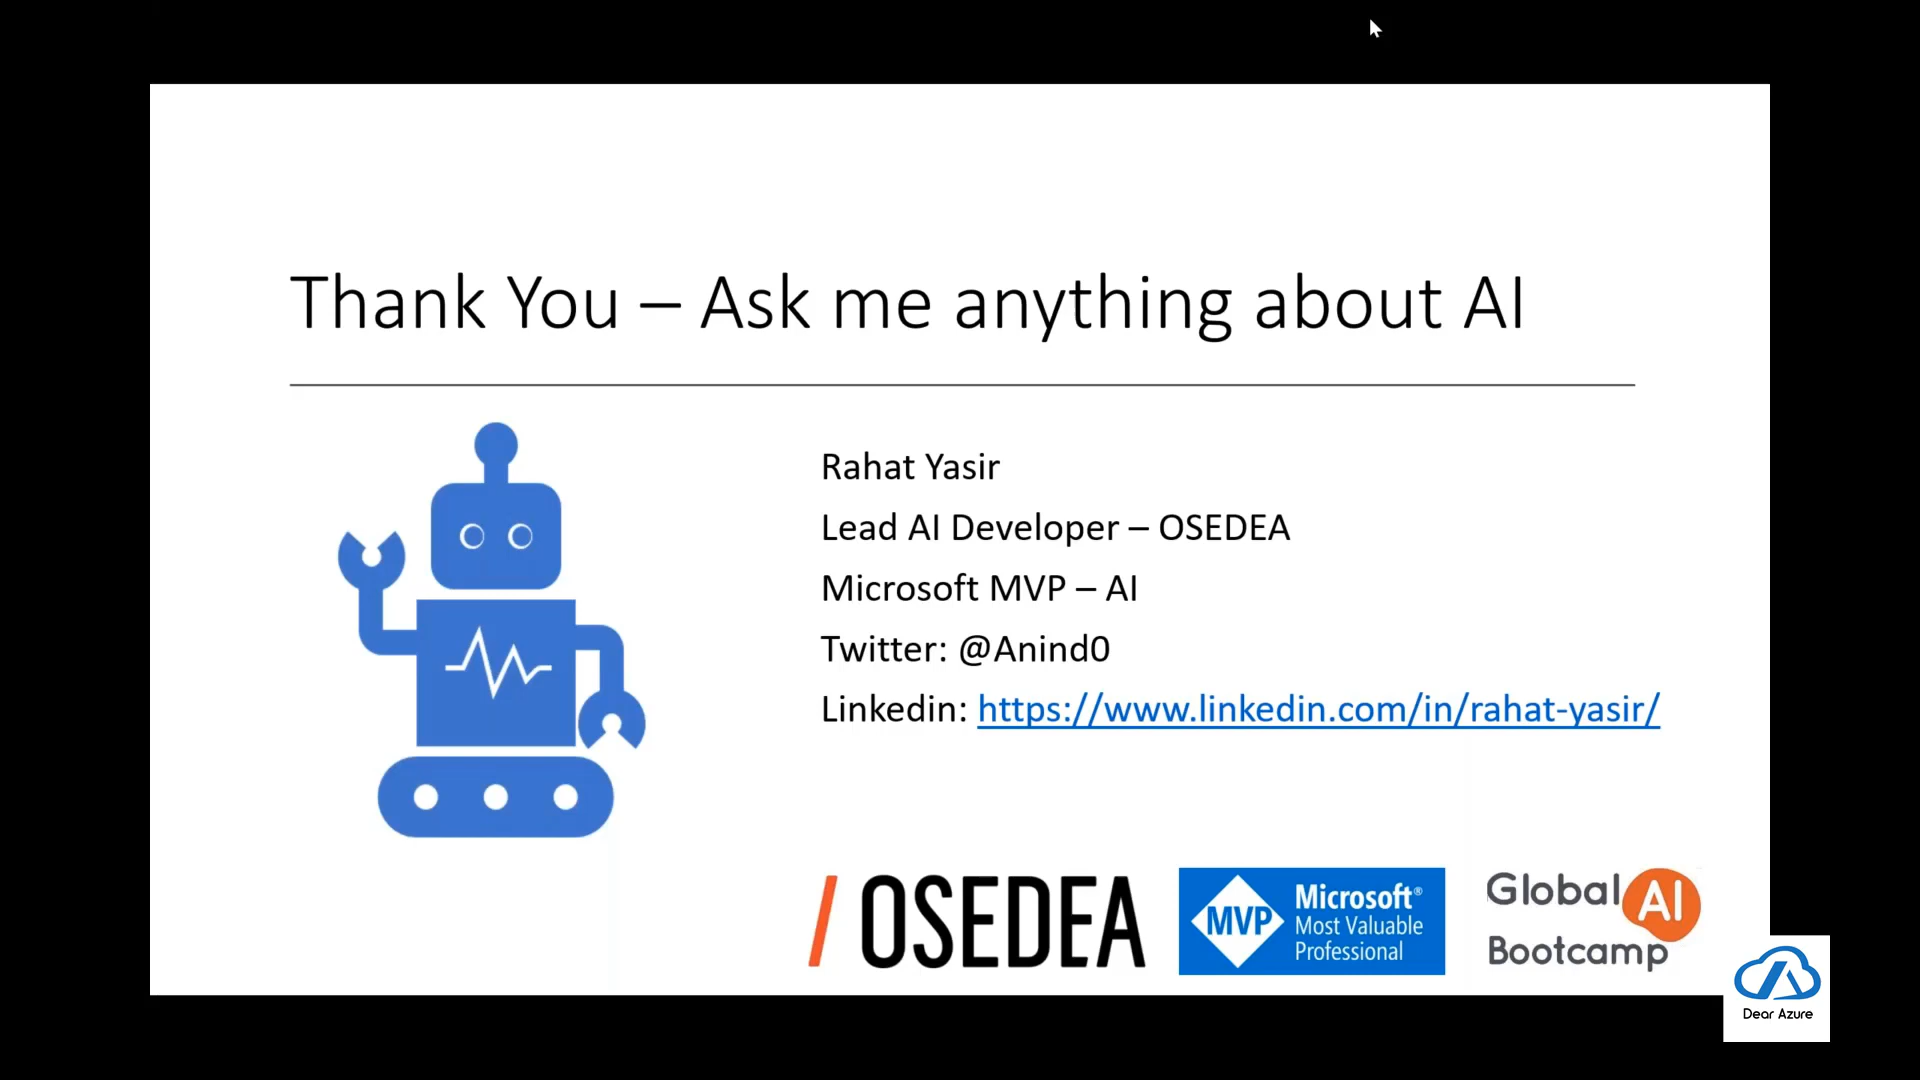 Thank You – Ask me anything about AI
Rahat Yasir
Lead AI Developer – OSEDEA
Microsoft MVP – AI
Twitter: @Anind0
Linkedin: https://www.linkedin.com/in/rahat-yasir/
/ OSEDEA
MVP
Microsoft®
Most Valuable
Professional
Global AI
Bootcamp
Dear Azure